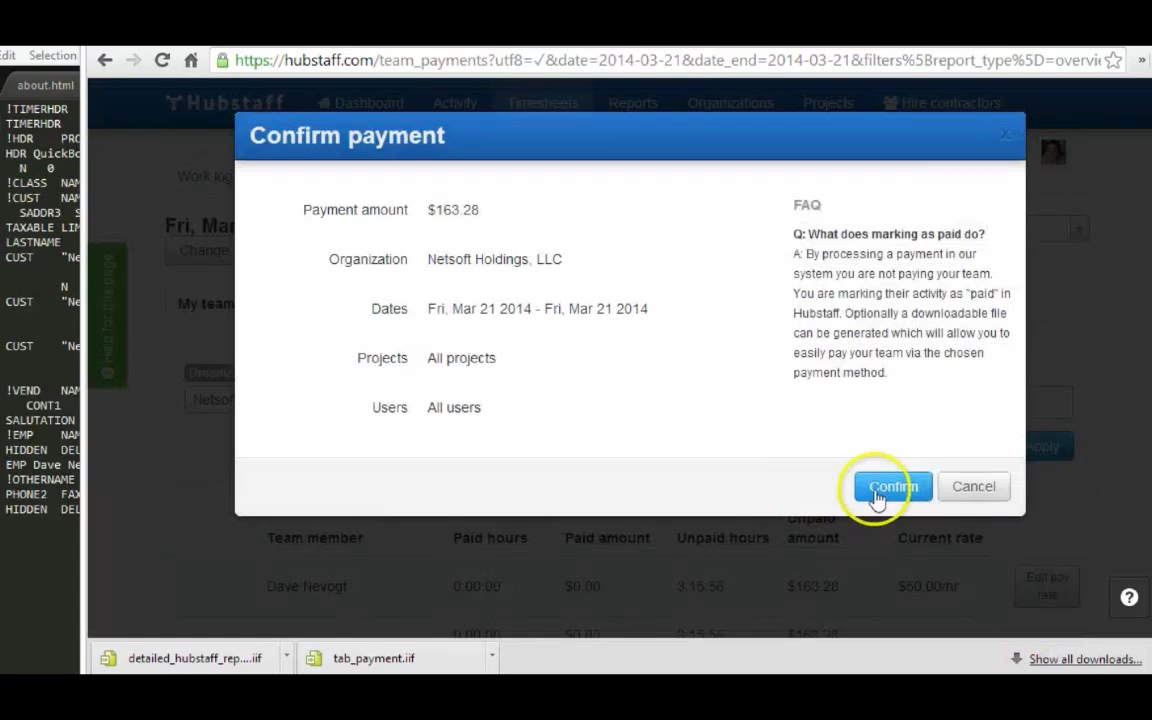 Edit Selection
https://hubstaff.com/team_payments?utf8=✓&date=2014-03-21&date_end=2014-03-21&filters%5Breport_type%5D=overvi
»
about.html
!TIMERHDR
TIMERHDR
!HDR PRO
HDR QuickBo
N 0
!CLASS NAM
!CUST NAM
SADDR3 S
TAXABLE LIM
LASTNAME
CUST "Ne
N
CUST "Ne
CUST "Ne
!VEND NAM
CONT1
SALUTATION
!EMP NAM
HIDDEN DEL
EMP Dave Ne
!OTHERNAME
PHONE2 FAX
HIDDEN DEL
Hubstaff Dashboard Activity Timesheets Reports Organizations Projects Hire contractors
Confirm payment
x
Work log
Fri, Mar
Change
Help for this page
My team
Netsof
Payment amount $163.28
Organization Netsoft Holdings, LLC
Dates Fri, Mar 21 2014 - Fri, Mar 21 2014
Projects All projects
Users All users
FAQ
Q: What does marking as paid do?
A: By processing a payment in our
system you are not paying your team.
You are marking their activity as "paid" in
Hubstaff. Optionally a downloadable file
can be generated which will allow you to
easily pay your team via the chosen
payment method.
Apply
Confirm Cancel
Team member Paid hours Paid amount Unpaid hours Unpaid amount Current rate
Dave Nevogt 0:00:00 $0.00 3:15:56 $163.28 $50.00/hr Edit pay rate
0:00:00 $0.00 3:15:56 $163.28
?
detailed_hubstaff_rep....iif tab_payment.iif Show all downloads...